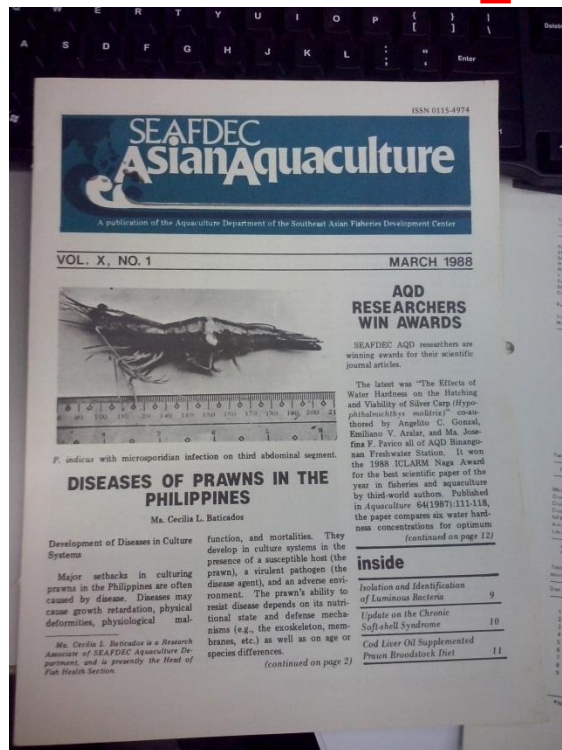 ISSN 0115-4974
SEAFDEC
Asian Aquaculture
A publication of the Aquaculture Department of the Southeast Asian Fisheries Development Center
VOL. X, NO. 1
MARCH 1988
P. indicus with microsporidian infection on third abdominal segment.
DISEASES OF PRAWNS IN THE
PHILIPPINES
Ma. Cecilia L. Baticados
Development of Diseases in Culture
Systems
Major setbacks in culturing
prawns in the Philippines are often
caused by disease. Diseases may
cause growth retardation, physical
deformities, physiological mal-
Ma. Cecilia L. Baticados is a Research
Associate of SEAFDEC Aquaculture De-
partment, and is presently the Head of
Fish Health Section.
function, and mortalities. They
develop in culture systems in the
presence of a susceptible host (the
prawn), a virulent pathogen (the
disease agent), and an adverse envi-
ronment. The prawn's ability to
resist disease depends on its nutri-
tional state and defense mecha-
nisms (e.g., the exoskeleton, mem-
branes, etc.) as well as on age or
species differences.
(continued on page 2)
AQD
RESEARCHERS
WIN AWARDS
SEAFDEC AQD researchers are
winning awards for their scientific
journal articles.
The latest was "The Effects of
Water Hardness on the Hatching
and Viability of Silver Carp (Hypo-
phthalmichthys molitrix)" co-au-
thored by Angelito C. Gonzal,
Emiliano V. Aralar, and Ma. Jose-
fina F. Pavico all of AQD Binango-
nan Freshwater Station. It won
the 1988 ICLARM Naga Award
for the best scientific paper of the
year in fisheries and aquaculture
by third-world authors. Published
in Aquaculture 64(1987):111-118,
the paper compares six water hard-
ness concentrations for optimum
(continued on page 12)
inside
Isolation and Identification
of Luminous Bacteria 9
Update on the Chronic
Soft-shell Syndrome 10
Cod Liver Oil Supplemented
Prawn Broodstock Diet 11